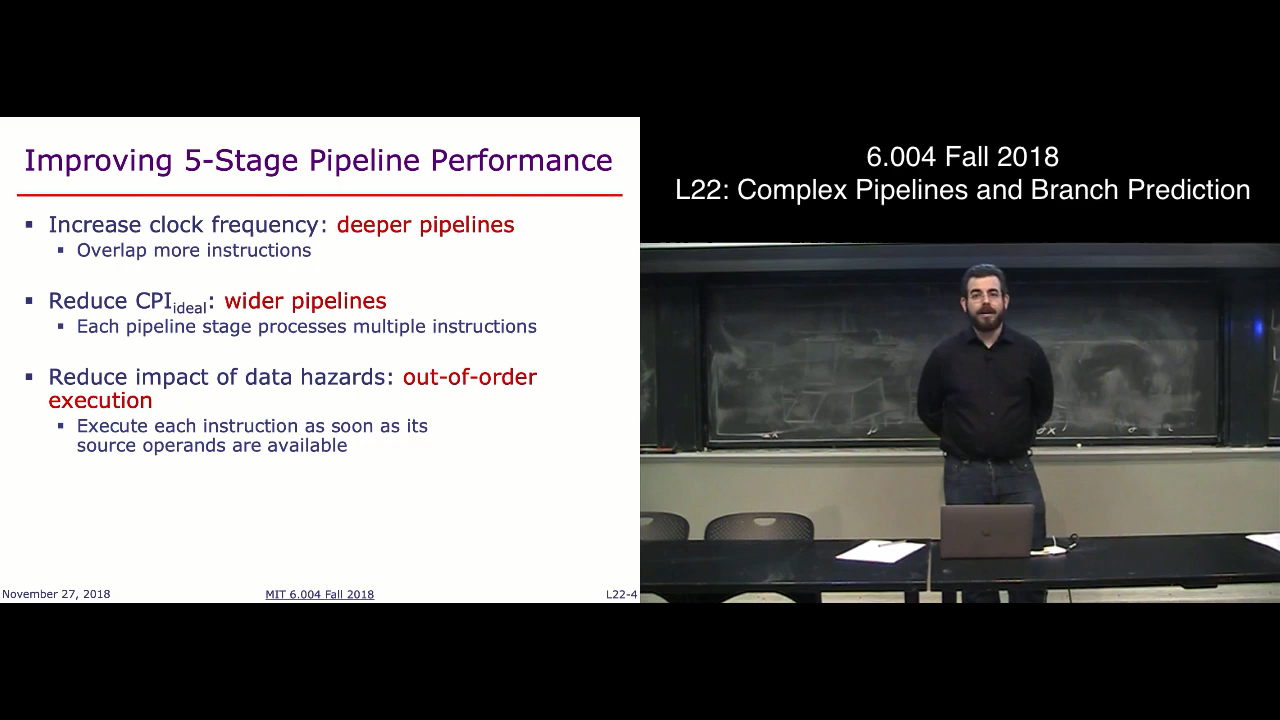 Improving 5-Stage Pipeline Performance
▪ Increase clock frequency: deeper pipelines
▪ Overlap more instructions
▪ Reduce CPIideal: wider pipelines
▪ Each pipeline stage processes multiple instructions
▪ Reduce impact of data hazards: out-of-order
execution
▪ Execute each instruction as soon as its
source operands are available
November 27, 2018
MIT 6.004 Fall 2018
L22-4
6.004 Fall 2018
L22: Complex Pipelines and Branch Prediction